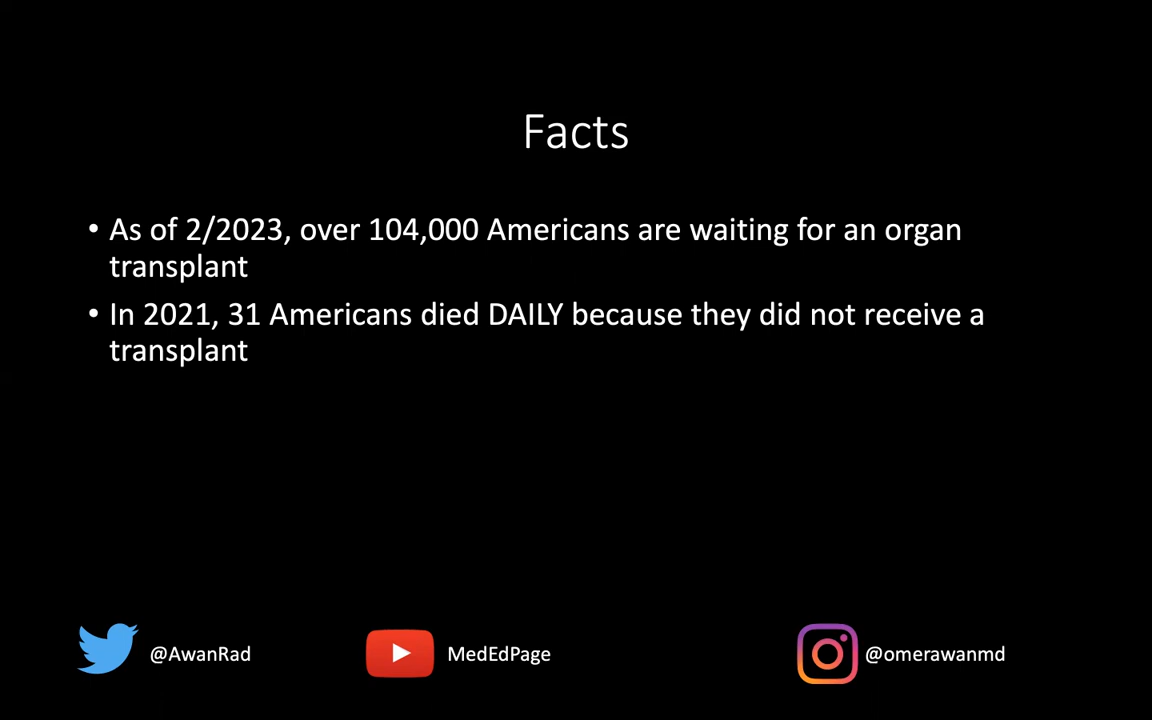 Facts
• As of 2/2023, over 104,000 Americans are waiting for an organ
transplant
• In 2021, 31 Americans died DAILY because they did not receive a
transplant
@AwanRad
MedEdPage
@omerawanmd